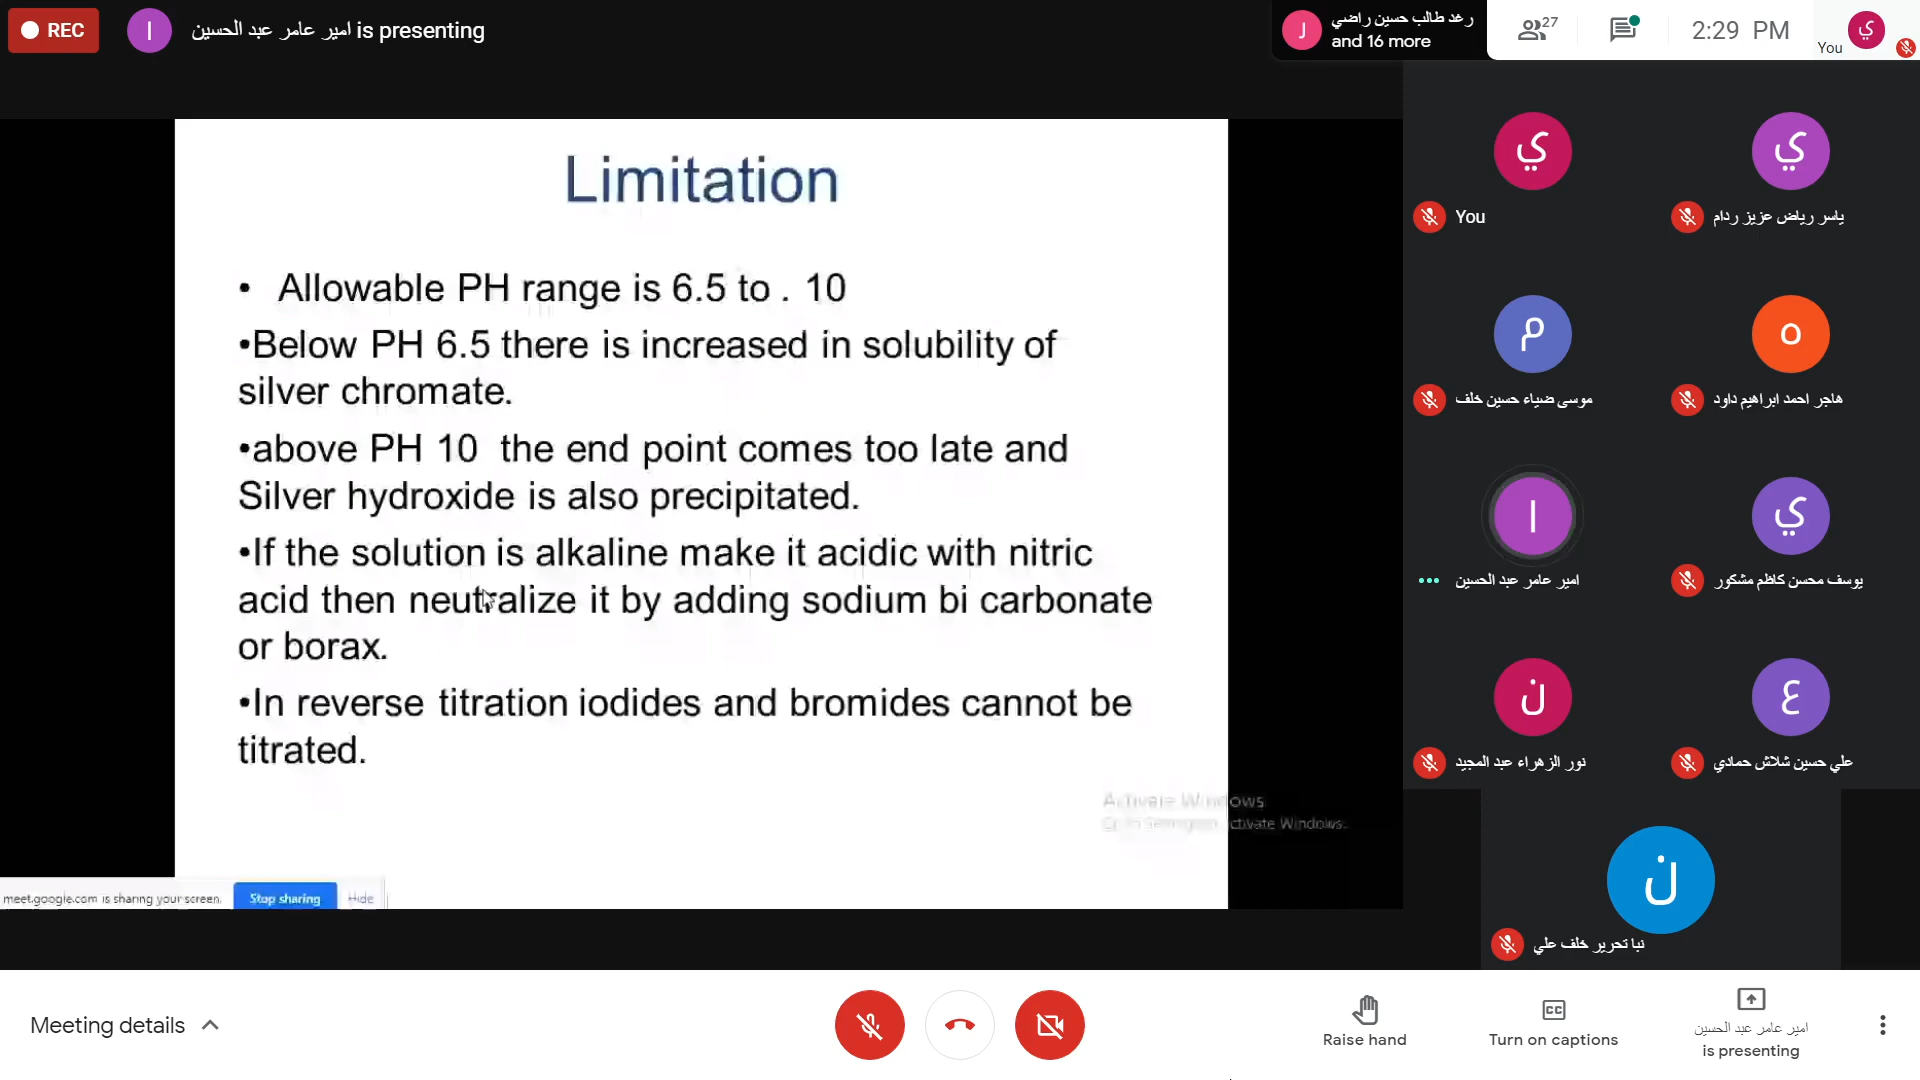 REC
امير عامر عبد الحسين is presenting
رغد طالب حسين راضي
and 16 more
27
2:29 PM
You
Limitation
• Allowable PH range is 6.5 to . 10
•Below PH 6.5 there is increased in solubility of
silver chromate.
•above PH 10 the end point comes too late and
Silver hydroxide is also precipitated.
•If the solution is alkaline make it acidic with nitric
acid then neutralize it by adding sodium bi carbonate
or borax.
•In reverse titration iodides and bromides cannot be
titrated.
Activate Windows
Activate Windows.
meet.google.com is sharing your screen.
Stop sharing
Hide
ي
You
ي
ياسر رياض عزيز ردام
م
موسى ضياء حسين خلف
ه
هاجر احمد ابراهيم داود
ا
امير عامر عبد الحسين
ي
يوسف محسن كاظم مشكور
ن
نور الزهراء عبد المجيد
ع
علي حسين شلاش حمادي
ن
نبا تحرير خلف علي
Meeting details
Raise hand
Turn on captions
امير عامر عبد الحسين
is presenting